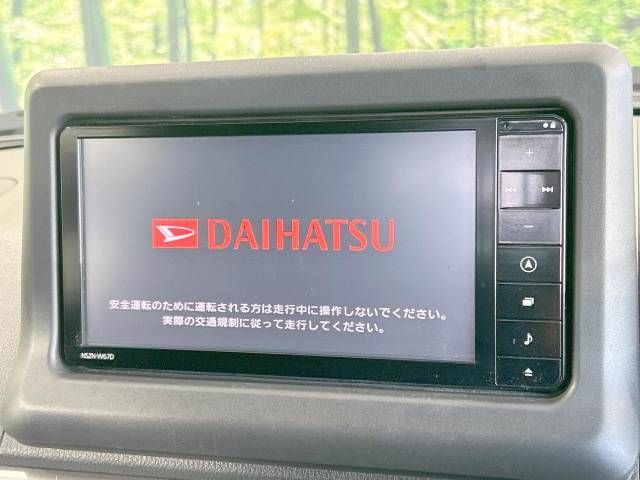 DAIHATSU
安全運転のために運転される方は走行中に操作しないでください。
実際の交通規制に従って走行してください。
NSZN-W67D